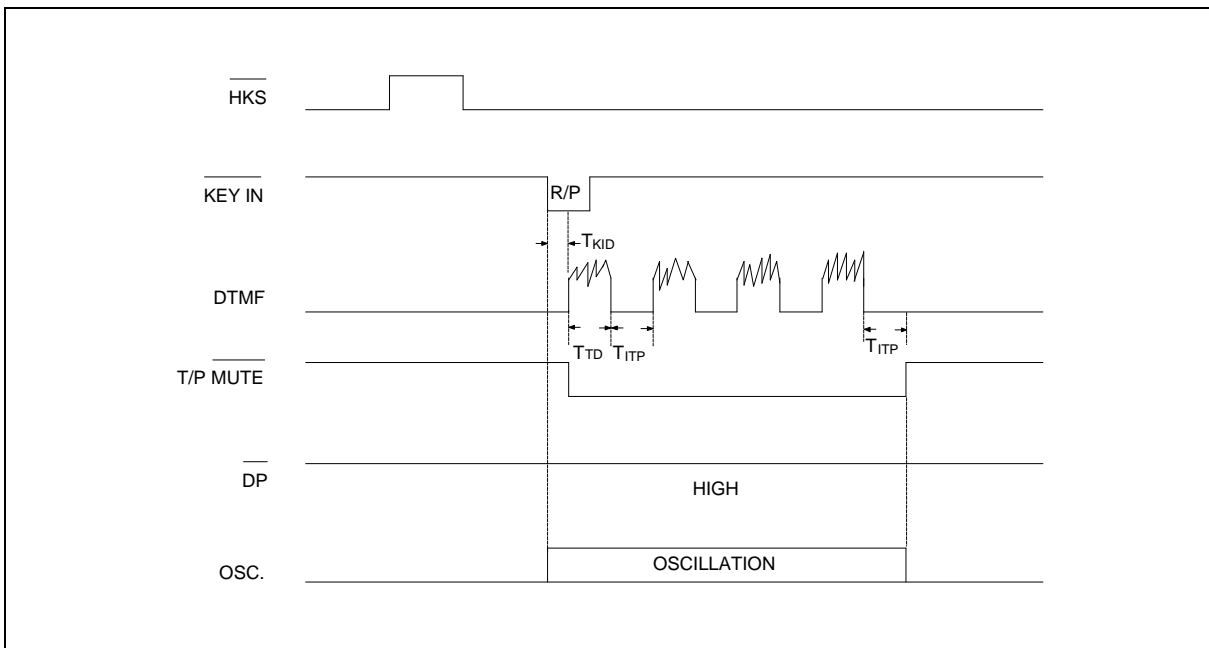 HKS
KEY IN
R/P
TKID
DTMF
TTD
TITP
TITP
T/P MUTE
DP
HIGH
OSC.
OSCILLATION